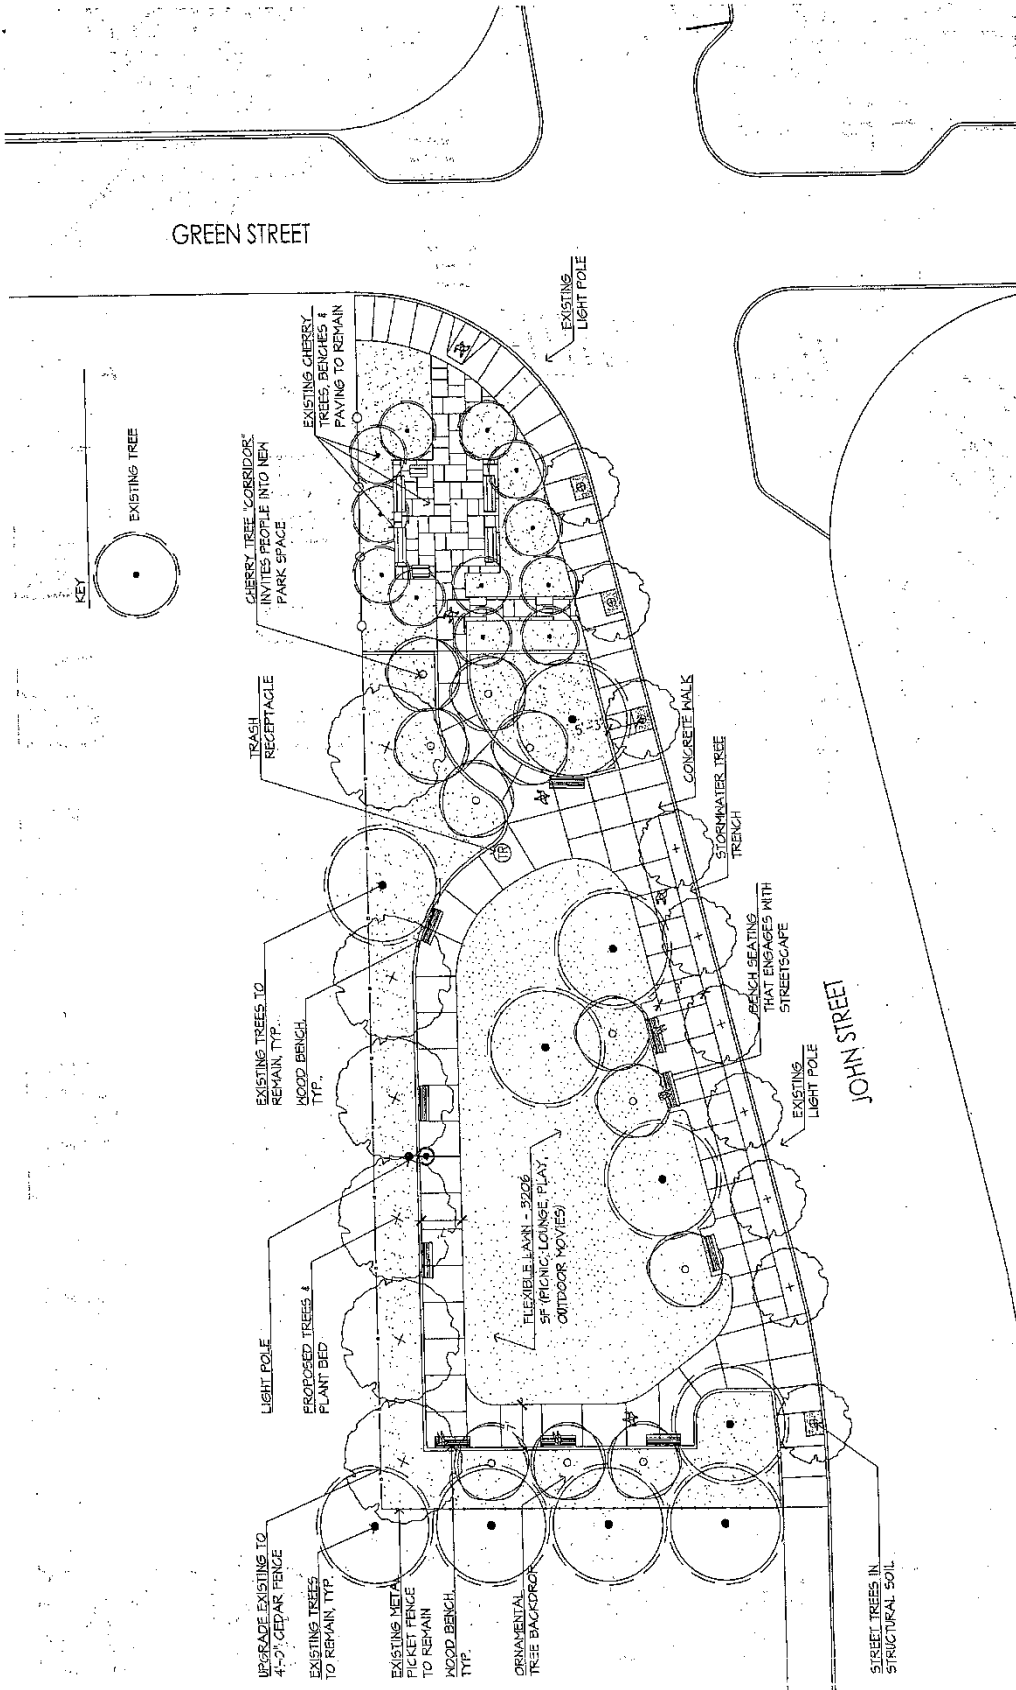 GREEN STREET
EXISTING
LIGHT POLE
EXISTING CHERRY
TREES, BENCHES &
PAVING TO REMAIN
KEY
EXISTING TREE
CHERRY TREE "CORRIDOR"
INVITES PEOPLE INTO NEW
PARK SPACE
TRASH
RECEPTACLE
CONCRETE WALK
STORMWATER TREE
TRENCH
TR
BENCH SEATING
THAT ENGAGES WITH
STREETSCAPE
JOHN STREET
EXISTING TREES TO
REMAIN, TYP.
WOOD BENCH,
TYP.
EXISTING
LIGHT POLE
FLEXIBLE LAWN - 3206
SF (PICNIC, LOUNGE, PLAY,
OUTDOOR MOVIES)
LIGHT POLE
PROPOSED TREES &
PLANT BED
UPGRADE EXISTING TO
4'-0" CEDAR FENCE
EXISTING TREES
TO REMAIN, TYP.
EXISTING METAL
PICKET FENCE
TO REMAIN
WOOD BENCH,
TYP.
ORNAMENTAL
TREE BACKDROP
STREET TREES IN
STRUCTURAL SOIL